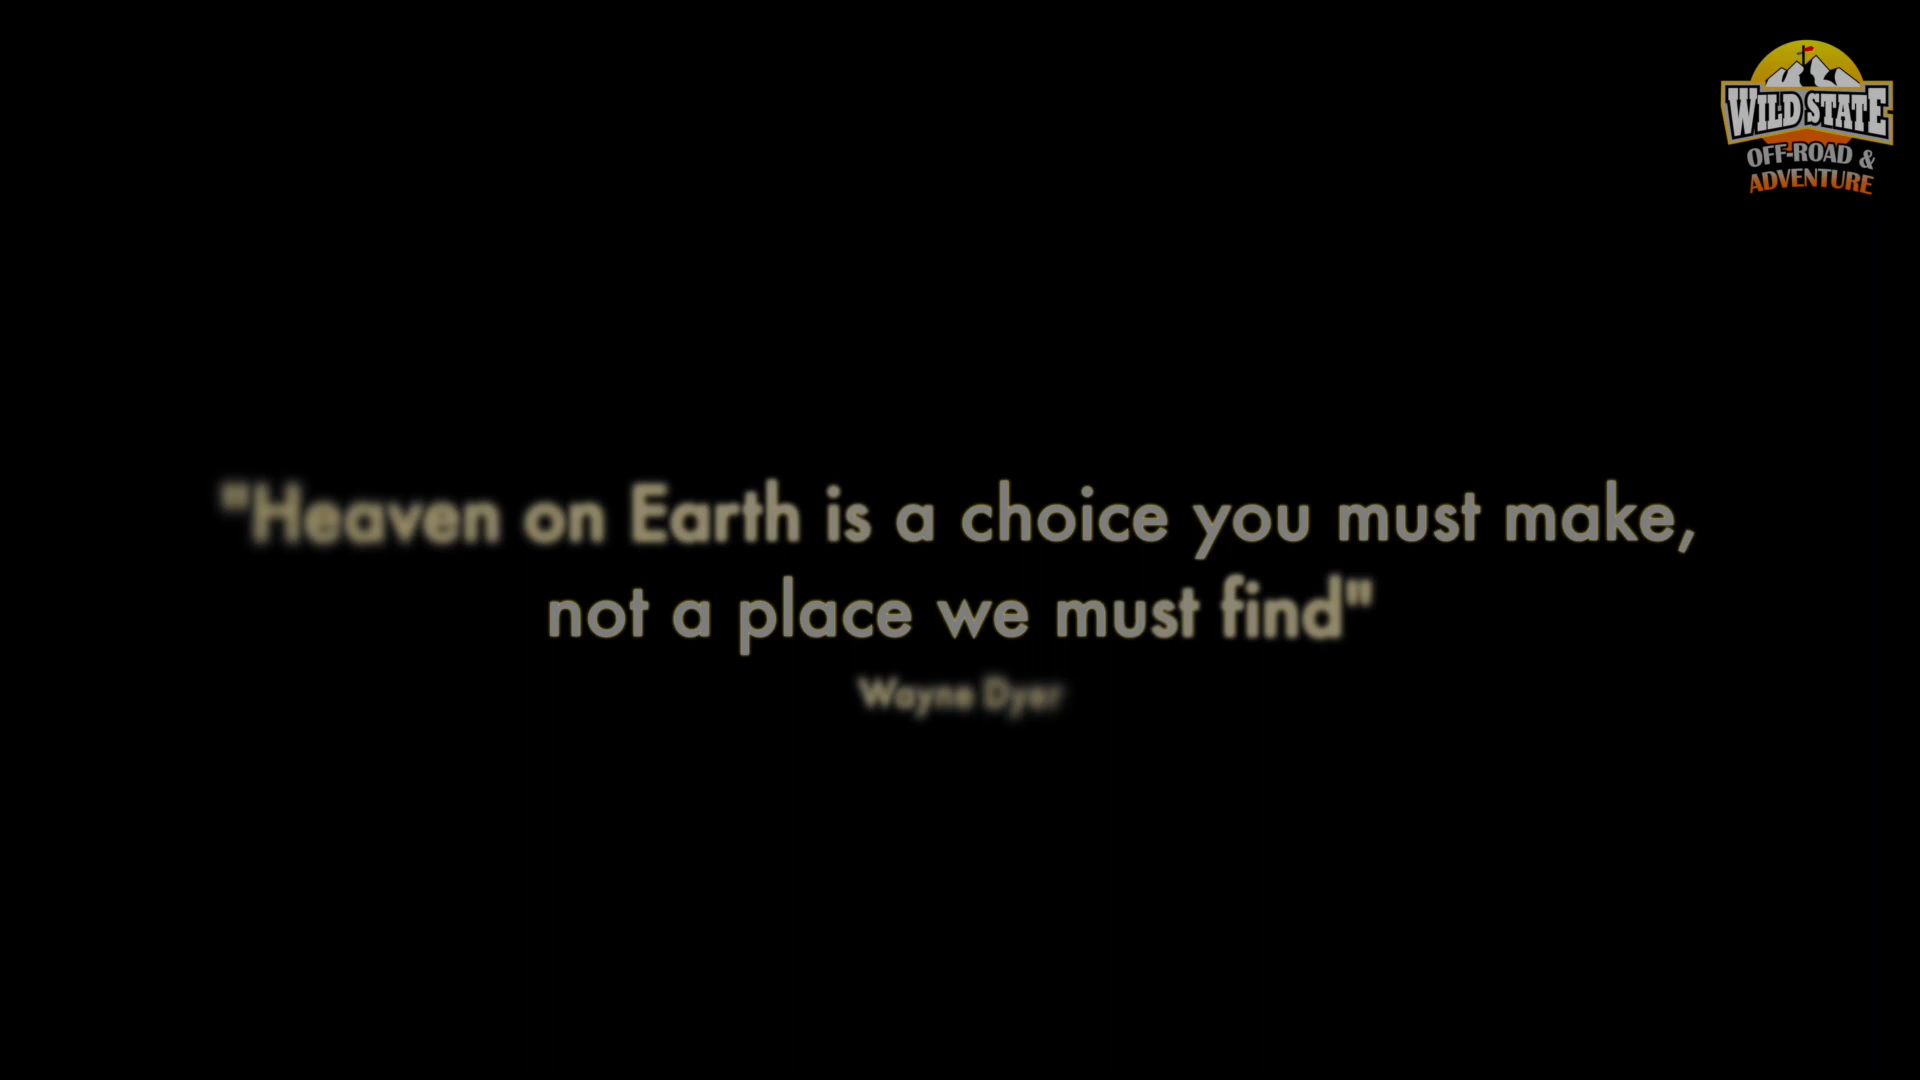 WILD STATE
OFF-ROAD &
ADVENTURE
"Heaven on Earth is a choice you must make,
not a place we must find"
Wayne Dyer